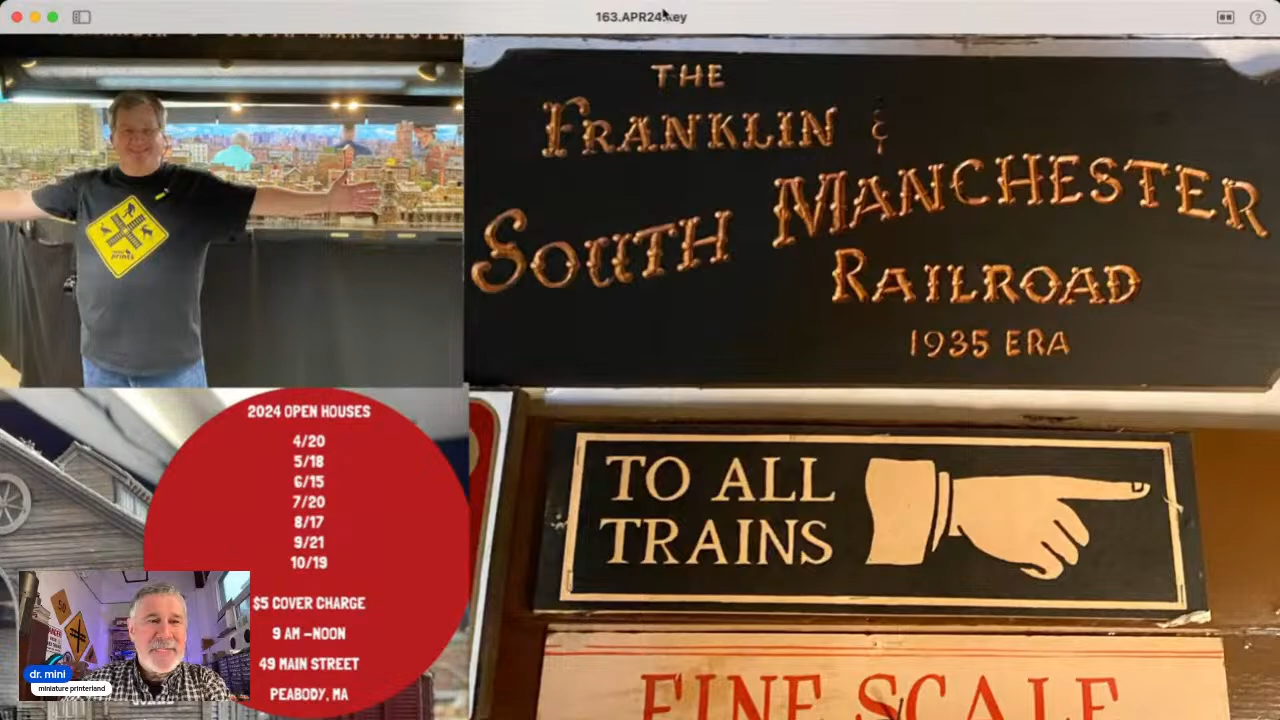 163.APR24.key
THE
FRANKLIN &
SOUTH MANCHESTER
RAILROAD
1935 ERA
2024 OPEN HOUSES
4/20
5/18
6/15
7/20
8/17
9/21
10/19
$5 COVER CHARGE
9 AM –NOON
49 MAIN STREET
PEABODY, MA
TO ALL
TRAINS
FINE SCALE
dr. mini
miniature printerland